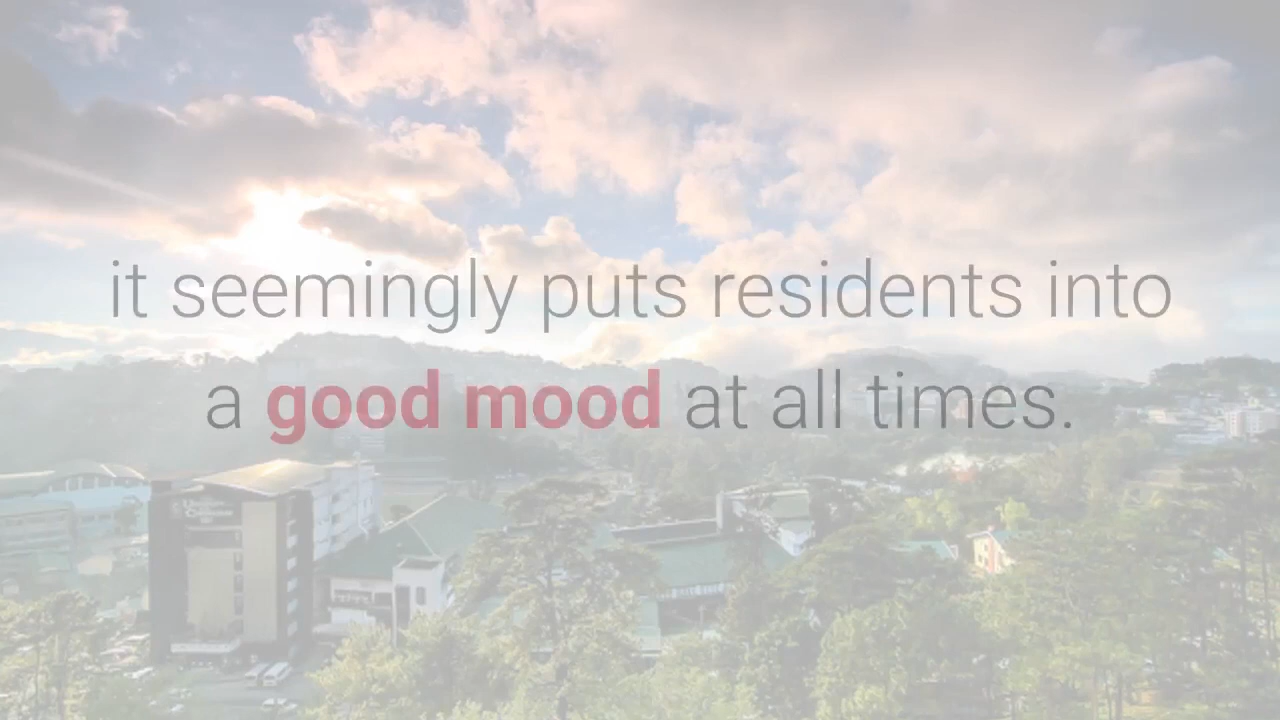 it seemingly puts residents into
a good mood at all times.